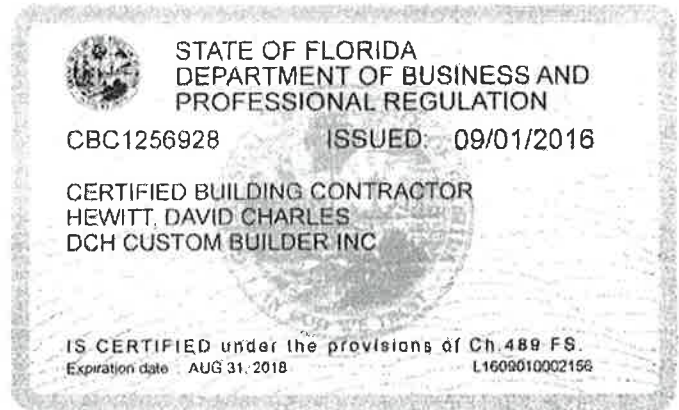 STATE OF FLORIDA
DEPARTMENT OF BUSINESS AND
PROFESSIONAL REGULATION
CBC1256928 ISSUED: 09/01/2016
CERTIFIED BUILDING CONTRACTOR
HEWITT, DAVID CHARLES
DCH CUSTOM BUILDER INC
IS CERTIFIED under the provisions of Ch.489 FS.
Expiration date AUG 31, 2018 L1609010002156